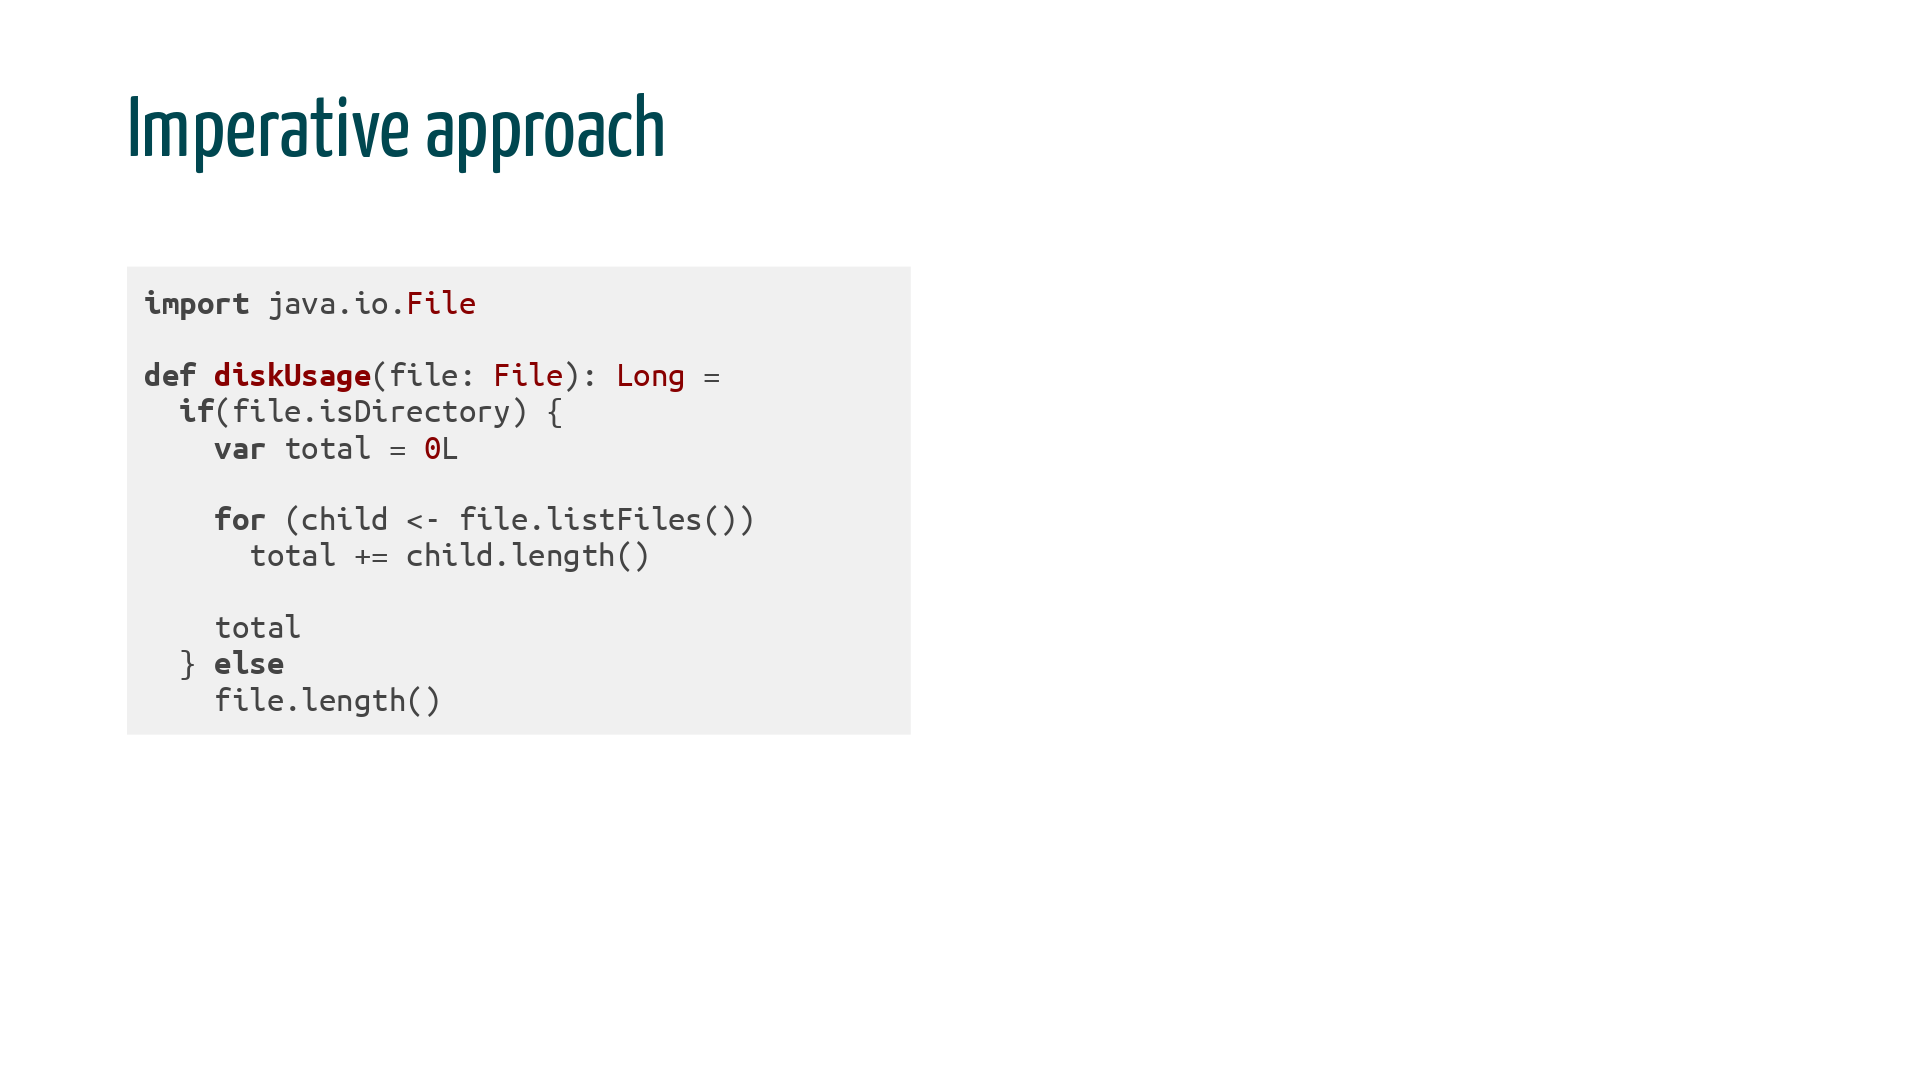 Imperative approach
import java.io.File
def diskUsage(file: File): Long =
  if(file.isDirectory) {
    var total = 0L
    for (child <- file.listFiles())
      total += child.length()
    total
  } else
    file.length()